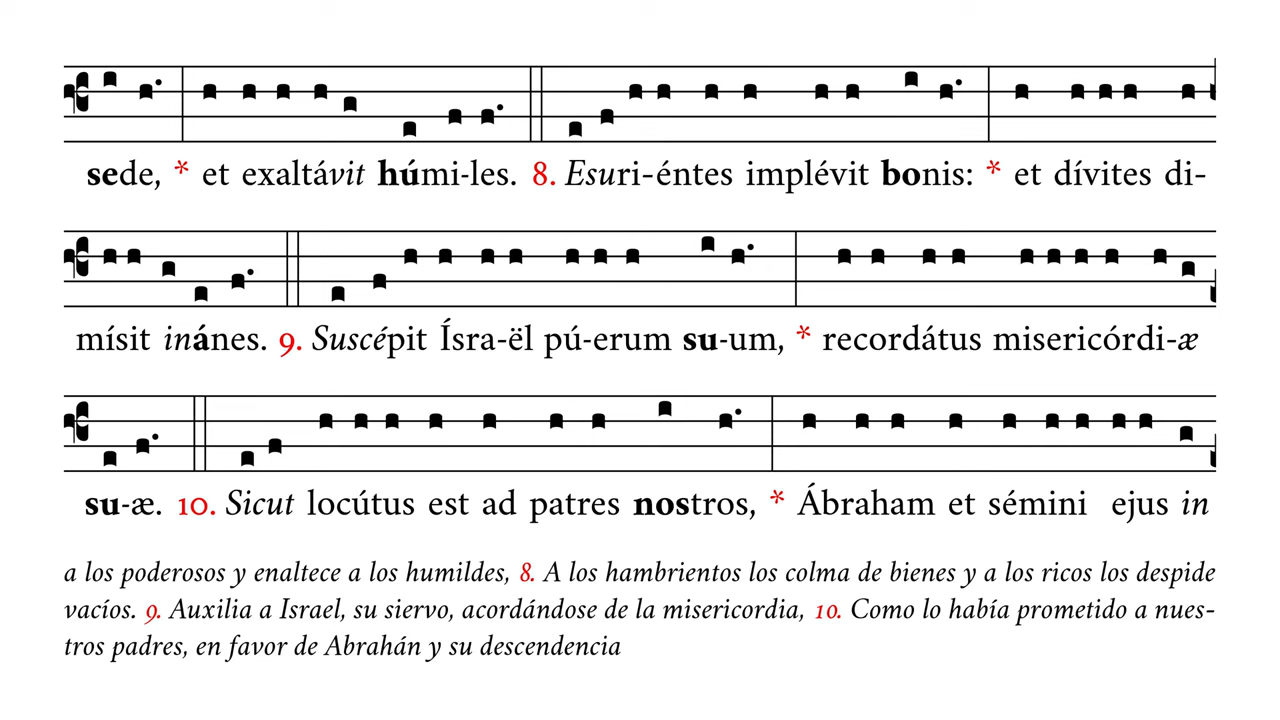 sede, * et exaltávit húmi-les. 8. Esuri-éntes implévit bonis: * et dívites di-
mísit inánes. 9. Suscépit Ísra-ël pú-erum su-um, * recordátus misericórdi-æ
su-æ. 10. Sicut locútus est ad patres nostros, * Ábraham et sémini ejus in
a los poderosos y enaltece a los humildes, 8. A los hambrientos los colma de bienes y a los ricos los despide
vacíos. 9. Auxilia a Israel, su siervo, acordándose de la misericordia, 10. Como lo había prometido a nues-
tros padres, en favor de Abrahán y su descendencia